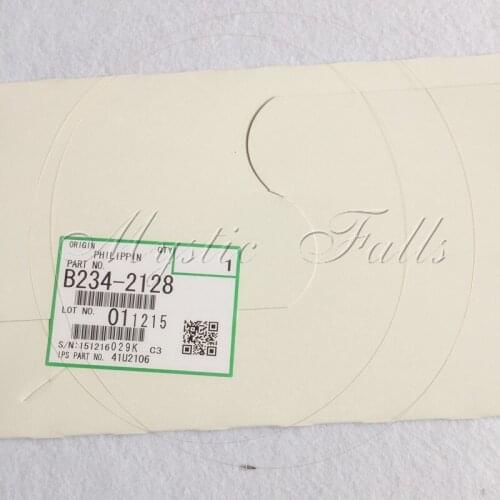 Mystic Falls
ORIGIN QTY
PHILIPPIN 1
PART NO.
B234-2128
LOT NO. 011215
S/N:151216029K C3
LPS PART NO. 41U2106